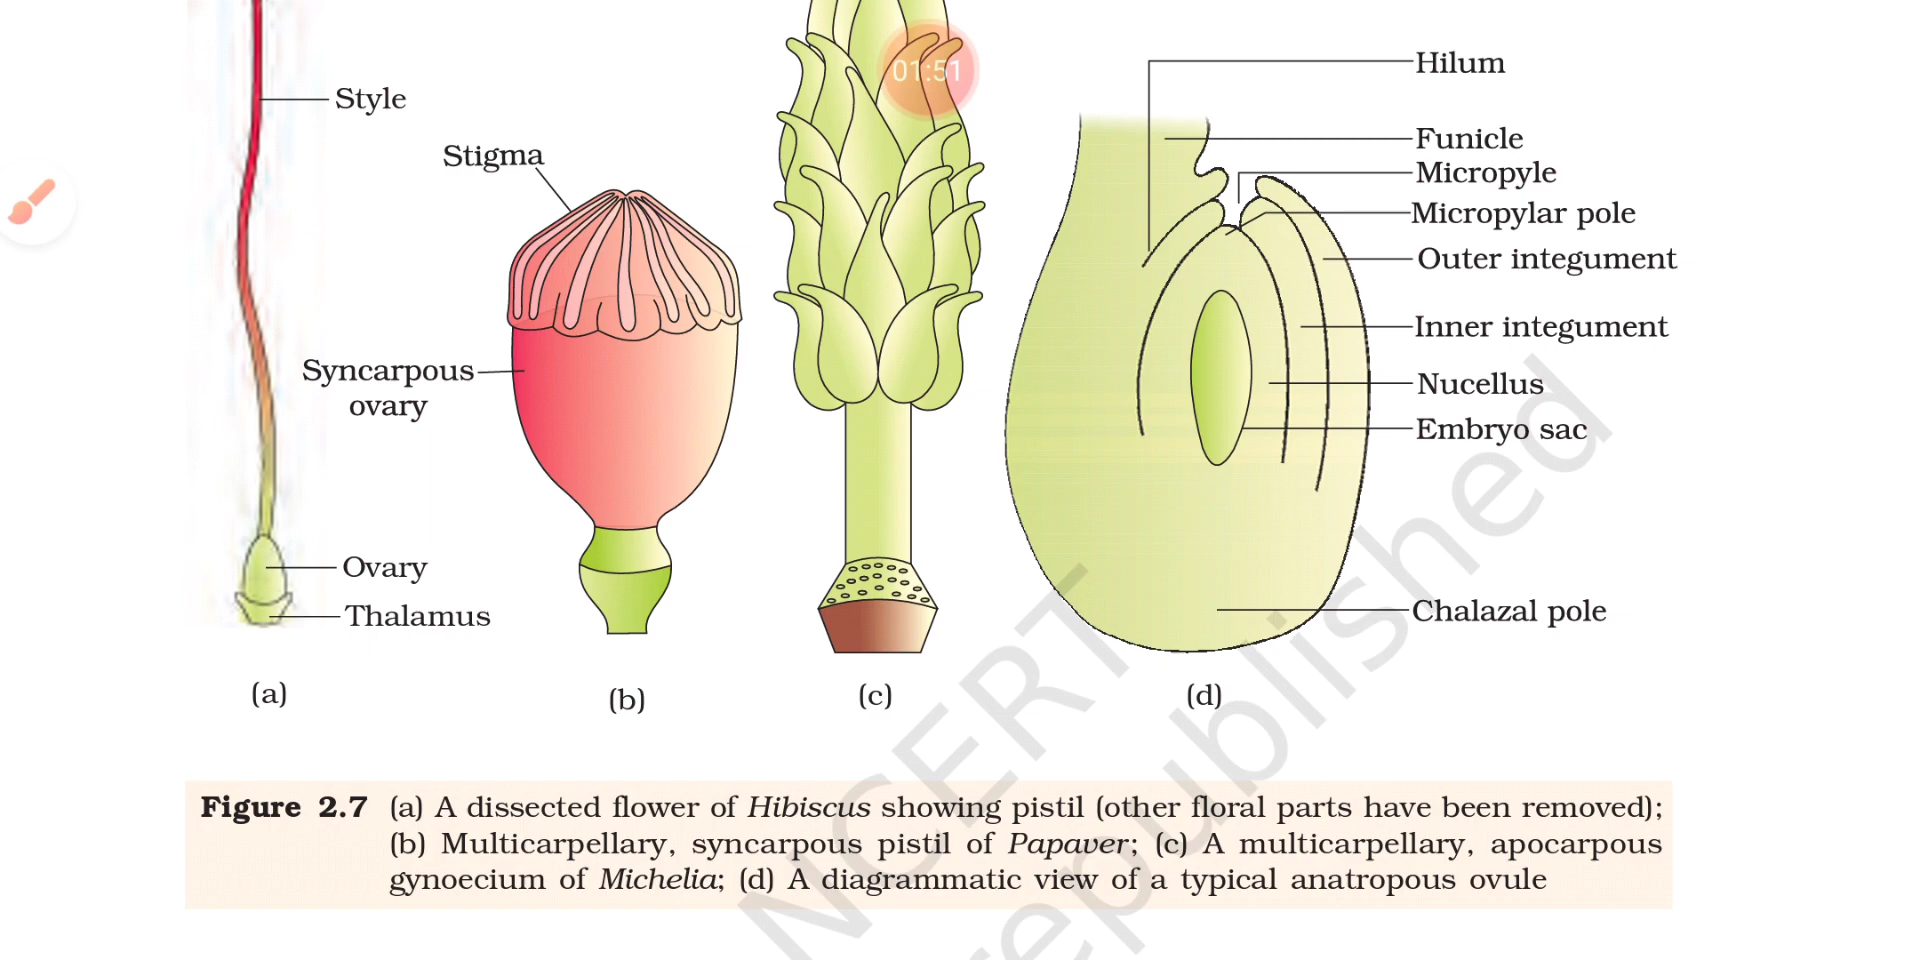 Style
Stigma
Syncarpous
ovary
Ovary
Thalamus
(a)
(b)
01:51
(c)
Hilum
Funicle
Micropyle
Micropylar pole
Outer integument
Inner integument
Nucellus
Embryo sac
Chalazal pole
(d)
Figure 2.7 (a) A dissected flower of Hibiscus showing pistil (other floral parts have been removed);
(b) Multicarpellary, syncarpous pistil of Papaver; (c) A multicarpellary, apocarpous
gynoecium of Michelia; (d) A diagrammatic view of a typical anatropous ovule
NCERT
republished